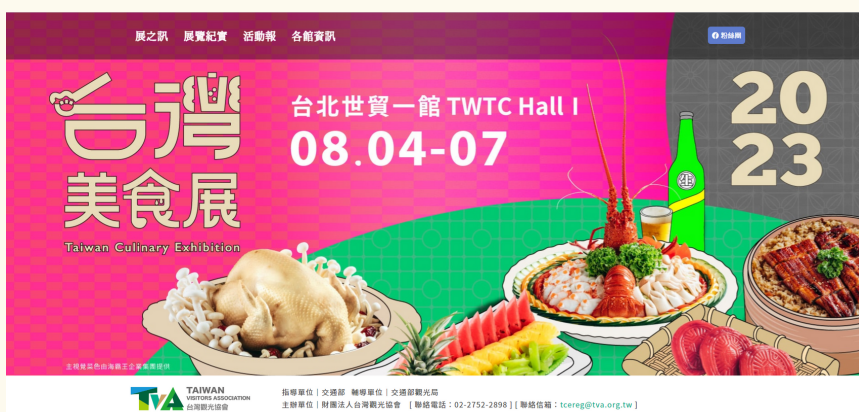 展之訊 展覽紀實 活動報 各館資訊
粉絲團
台灣
美食展
Taiwan Culinary Exhibition
台北世貿一館 TWTC Hall 1
08.04-07
20
23
生
主視覺菜色由海霸王企業集團提供
TVA TAIWAN
VISITORS ASSOCIATION
台灣觀光協會
指導單位｜交通部 輔導單位｜交通部觀光局
主辦單位｜財團法人台灣觀光協會 [ 聯絡電話：02-2752-2898 ] [ 聯絡信箱：tcereg@tva.org.tw ]